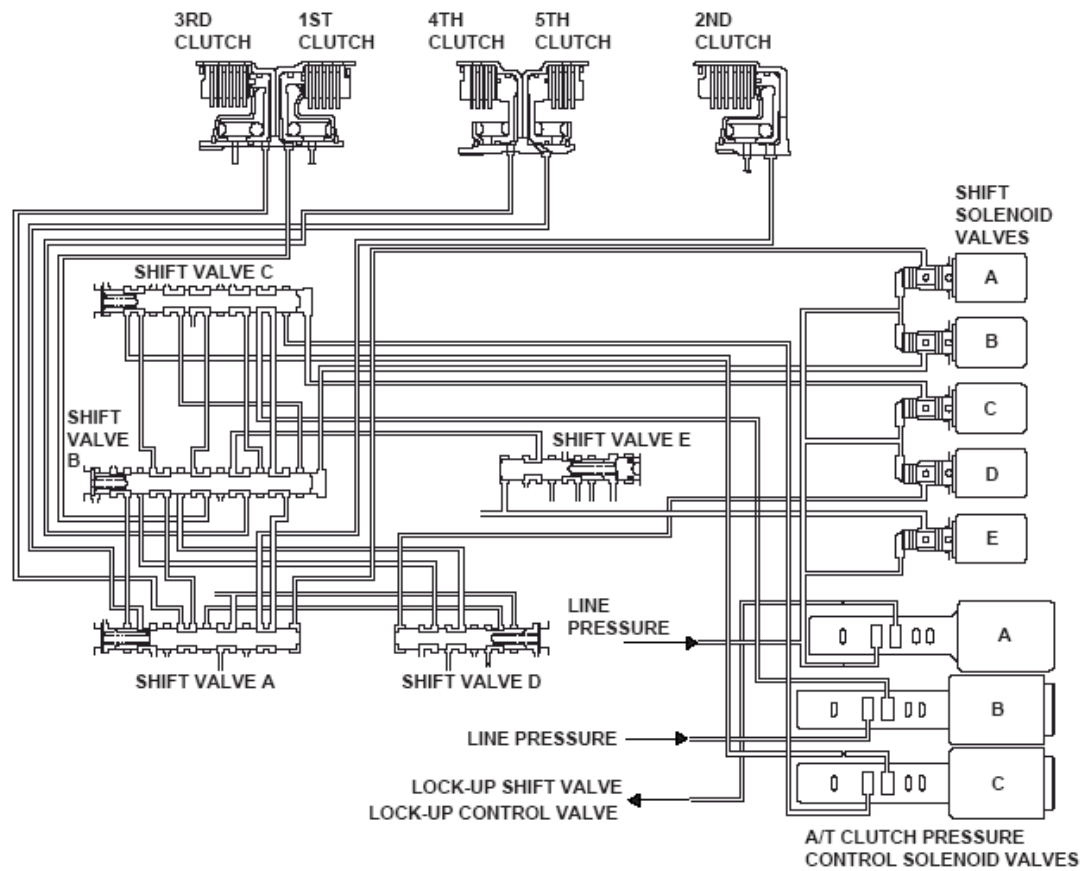 3RD
CLUTCH
1ST
CLUTCH
4TH
CLUTCH
5TH
CLUTCH
2ND
CLUTCH
SHIFT
SOLENOID
VALVES
SHIFT VALVE C
A
B
C
SHIFT
VALVE
B
SHIFT VALVE E
D
E
LINE
PRESSURE
A
SHIFT VALVE A
SHIFT VALVE D
B
LINE PRESSURE
LOCK-UP SHIFT VALVE
LOCK-UP CONTROL VALVE
C
A/T CLUTCH PRESSURE
CONTROL SOLENOID VALVES